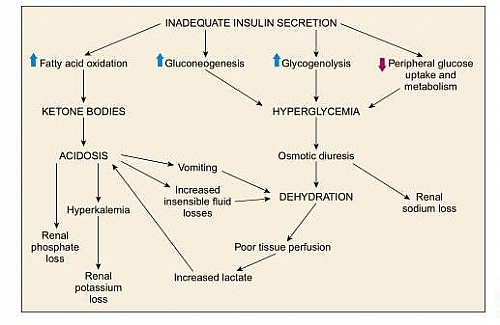 INADEQUATE INSULIN SECRETION
Fatty acid oxidation
Gluconeogenesis
Glycogenolysis
Peripheral glucose
uptake and
metabolism
KETONE BODIES
HYPERGLYCEMIA
ACIDOSIS
Osmotic diuresis
Vomiting
Increased
insensible fluid
losses
DEHYDRATION
Renal
sodium loss
Hyperkalemia
Renal
phosphate
loss
Poor tissue perfusion
Renal
potassium
loss
Increased lactate